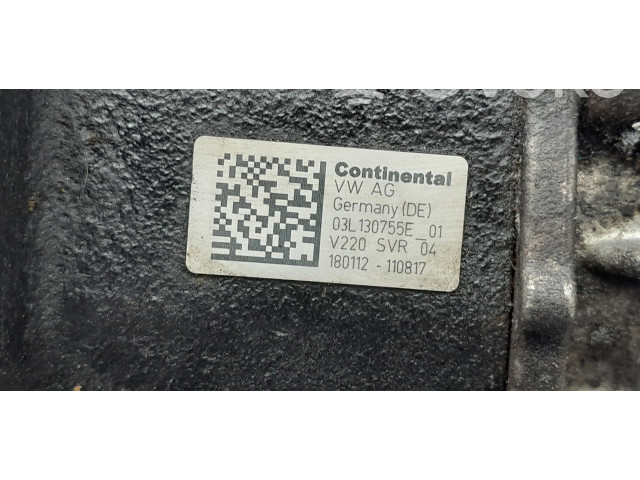 Continental
VW AG
Germany (DE)
03L130755E_01
V220 SVR 04
180112 - 110817